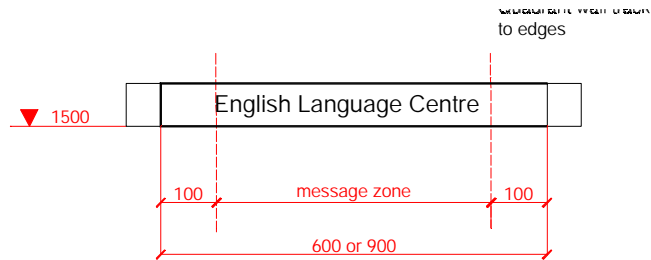 to edges
English Language Centre
1500
100 message zone 100
600 or 900